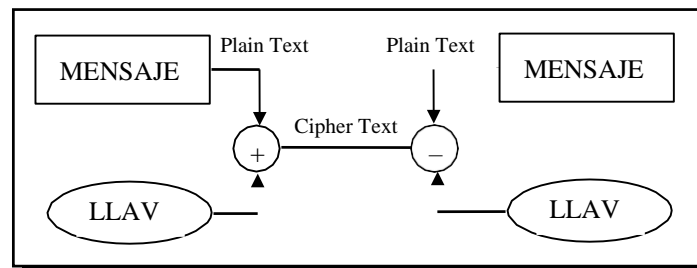 Plain Text
Plain Text
MENSAJE
MENSAJE
Cipher Text
+
−
LLAV
LLAV